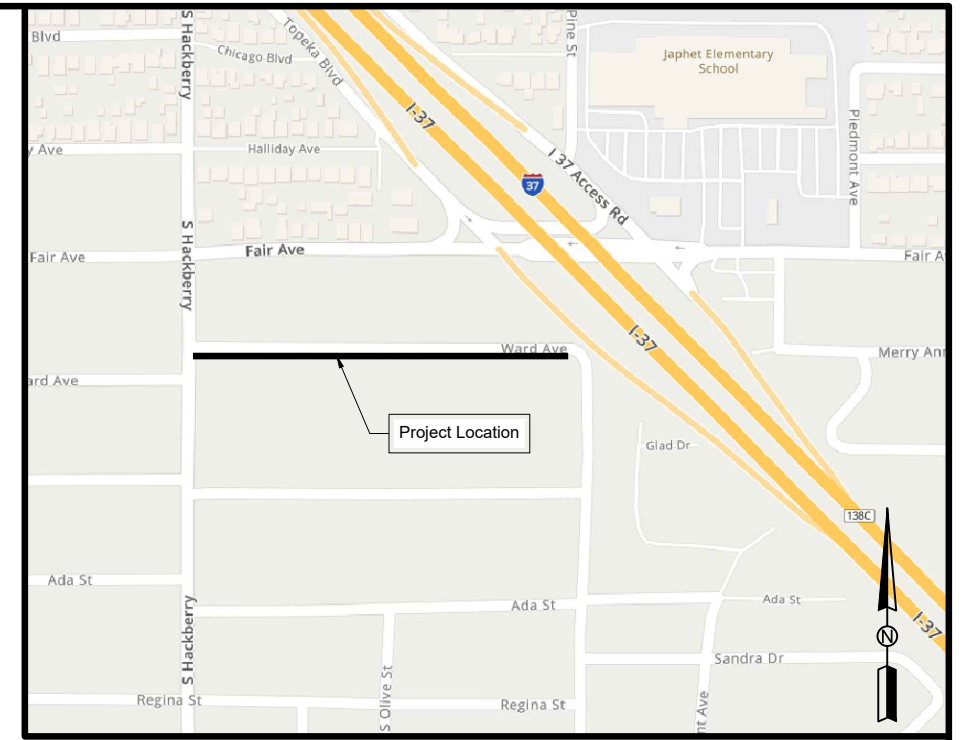 Blvd
S Hackberry
Chicago Blvd
Topeka Blvd
Pine St
Japhet Elementary
School
I-37
37
I 37 Access Rd
Piedmont Ave
y Ave
Halliday Ave
Fair Ave
S Hackberry
Fair Ave
Fair A
I-37
Ward Ave
Merry Ann
ard Ave
Project Location
Glad Dr
138C
Ada St
S Hackberry
Ada St
Ada St
I-37
N
Sandra Dr
Regina St
S Olive St
Regina St
nt Ave